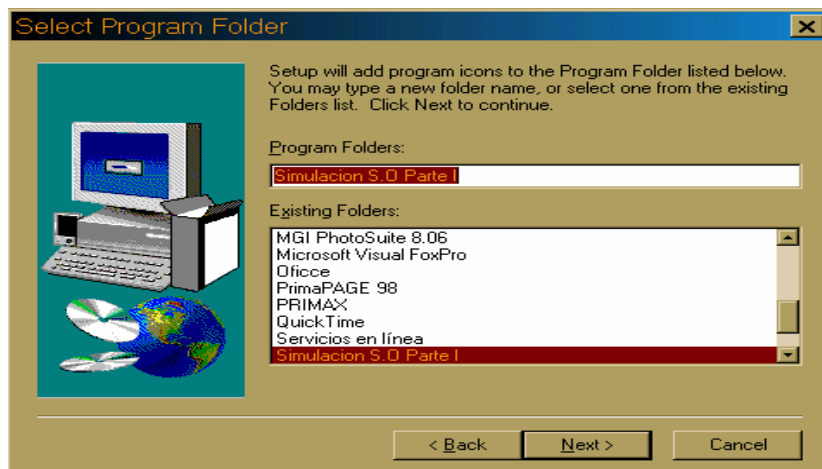 Select Program Folder
Setup will add program icons to the Program Folder listed below.
You may type a new folder name, or select one from the existing
Folders list. Click Next to continue.
Program Folders:
Simulacion S.O Parte I
Existing Folders:
MGI PhotoSuite 8.06
Microsoft Visual FoxPro
Oficce
PrimaPAGE 98
PRIMAX
QuickTime
Servicios en línea
Simulacion S.O Parte I
< Back
Next >
Cancel